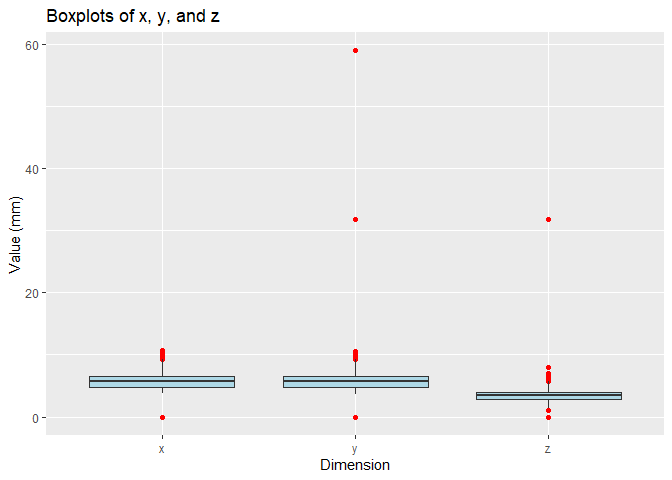 Boxplots of x, y, and z
Value (mm)
60
40
20
0
x y z
Dimension